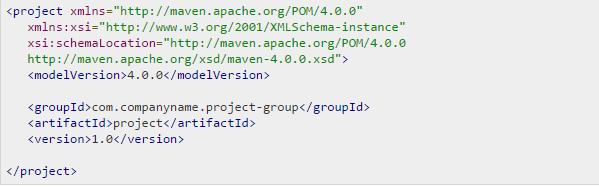 <project xmlns="http://maven.apache.org/POM/4.0.0"
xmlns:xsi="http://www.w3.org/2001/XMLSchema-instance"
xsi:schemaLocation="http://maven.apache.org/POM/4.0.0
http://maven.apache.org/xsd/maven-4.0.0.xsd">
<modelVersion>4.0.0</modelVersion>
<groupId>com.companyname.project-group</groupId>
<artifactId>project</artifactId>
<version>1.0</version>
</project>